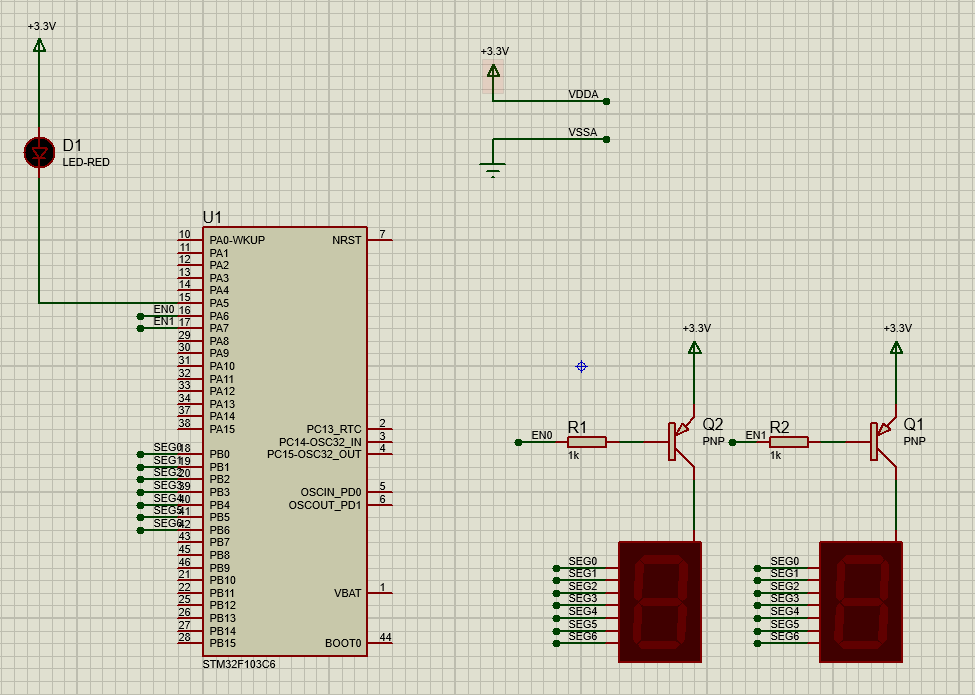 +3.3V
D1
LED-RED
+3.3V
VDDA
VSSA
U1
10 PA0-WKUP NRST 7
11 PA1
12 PA2
13 PA3
14 PA4
15 PA5
EN0 16 PA6
EN1 17 PA7
29 PA8
30 PA9
31 PA10
32 PA11
33 PA12
34 PA13
37 PA14
38 PA15 PC13_RTC 2
PC14-OSC32_IN 3
SEG0 18 PB0 PC15-OSC32_OUT 4
SEG1 19 PB1
SEG2 20 PB2
SEG3 39 PB3 OSCIN_PD0 5
SEG4 40 PB4 OSCOUT_PD1 6
SEG5 41 PB5
SEG6 42 PB6
43 PB7
45 PB8
46 PB9
21 PB10
22 PB11 VBAT 1
25 PB12
26 PB13
27 PB14
28 PB15 BOOT0 44
STM32F103C6
+3.3V
EN0
R1
1k
Q2
PNP
SEG0
SEG1
SEG2
SEG3
SEG4
SEG5
SEG6
+3.3V
EN1
R2
1k
Q1
PNP
SEG0
SEG1
SEG2
SEG3
SEG4
SEG5
SEG6